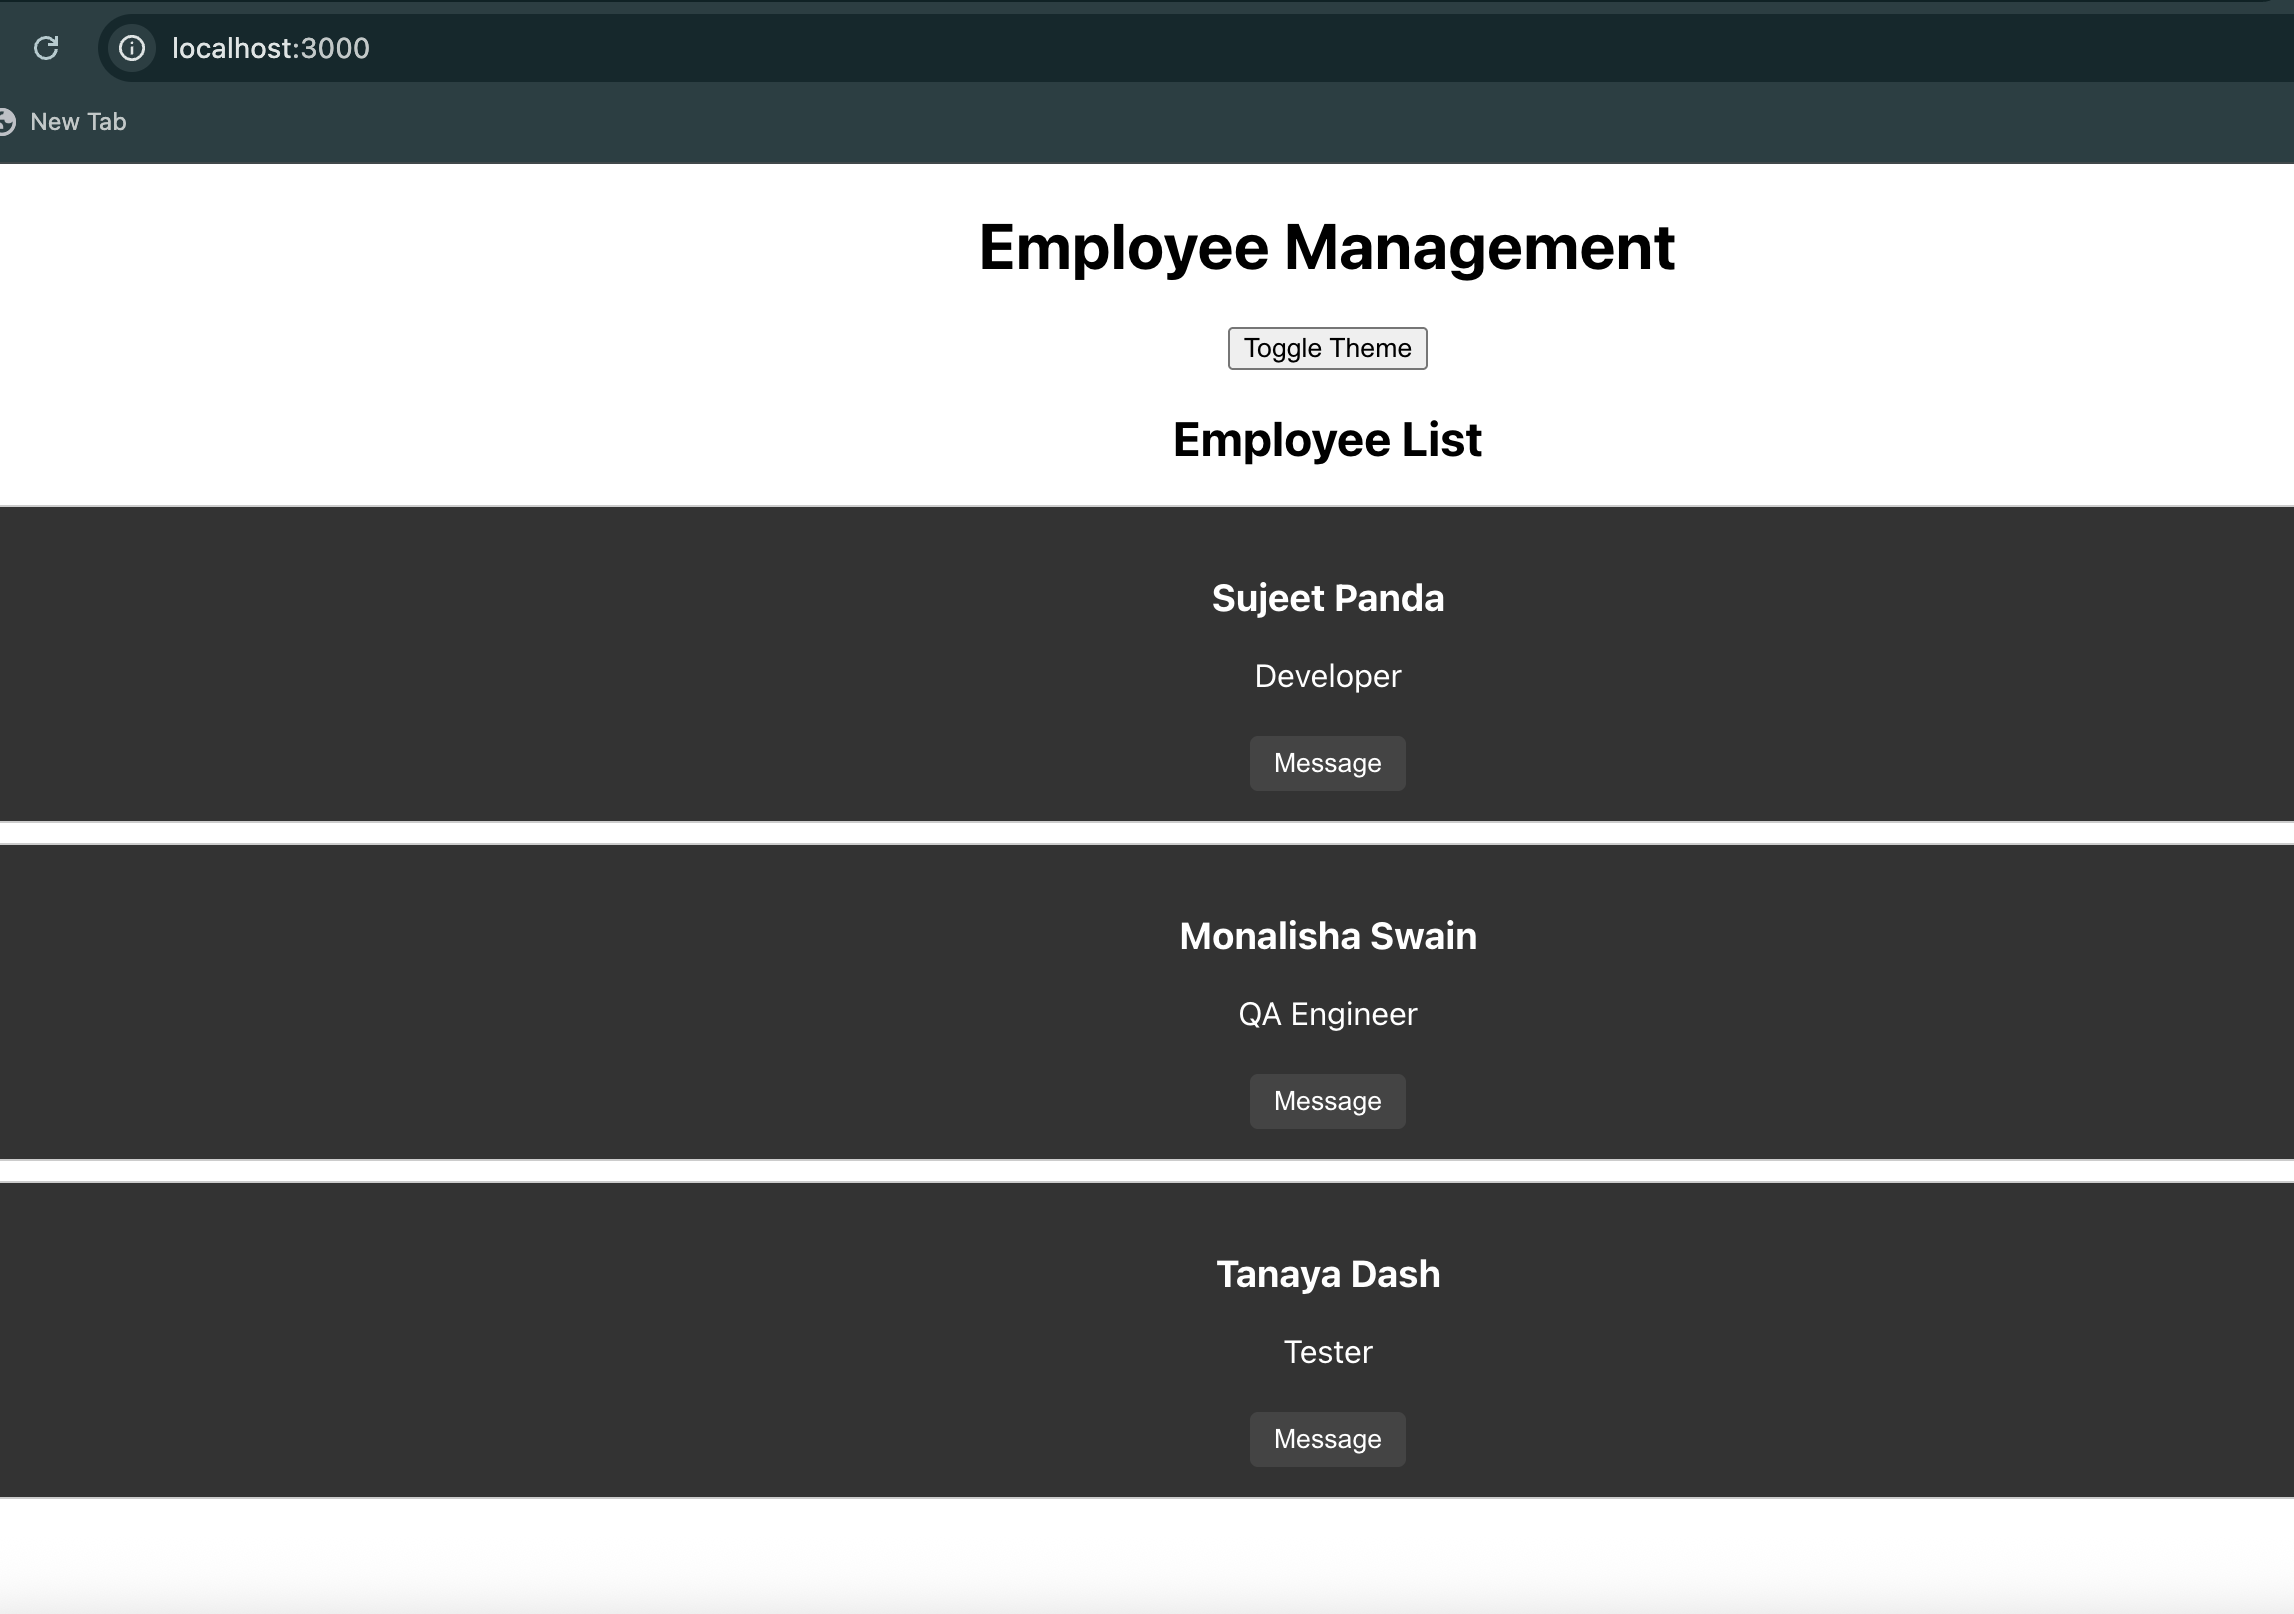 localhost:3000
New Tab
Employee Management
Toggle Theme
Employee List
Sujeet Panda
Developer
Message
Monalisha Swain
QA Engineer
Message
Tanaya Dash
Tester
Message